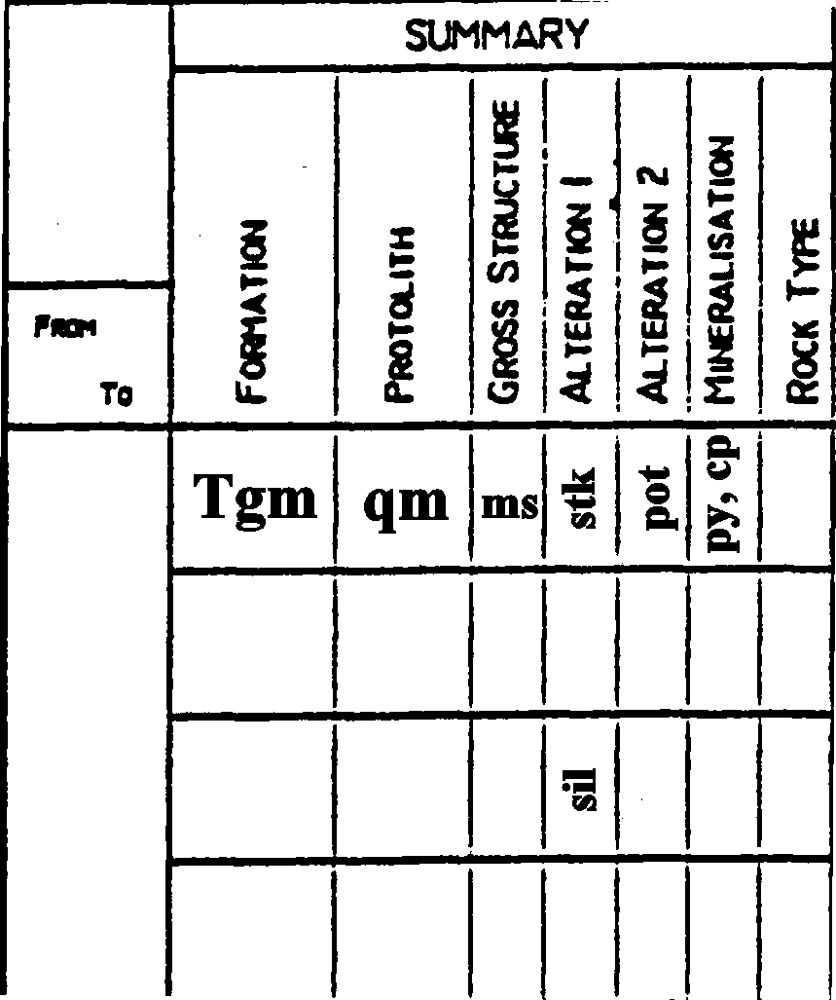 SUMMARY
FROM
TO
FORMATION
PROTOLITH
GROSS STRUCTURE
ALTERATION 1
ALTERATION 2
MINERALISATION
ROCK TYPE
Tgm
qm
ms
stk
pot
py, cp
sil